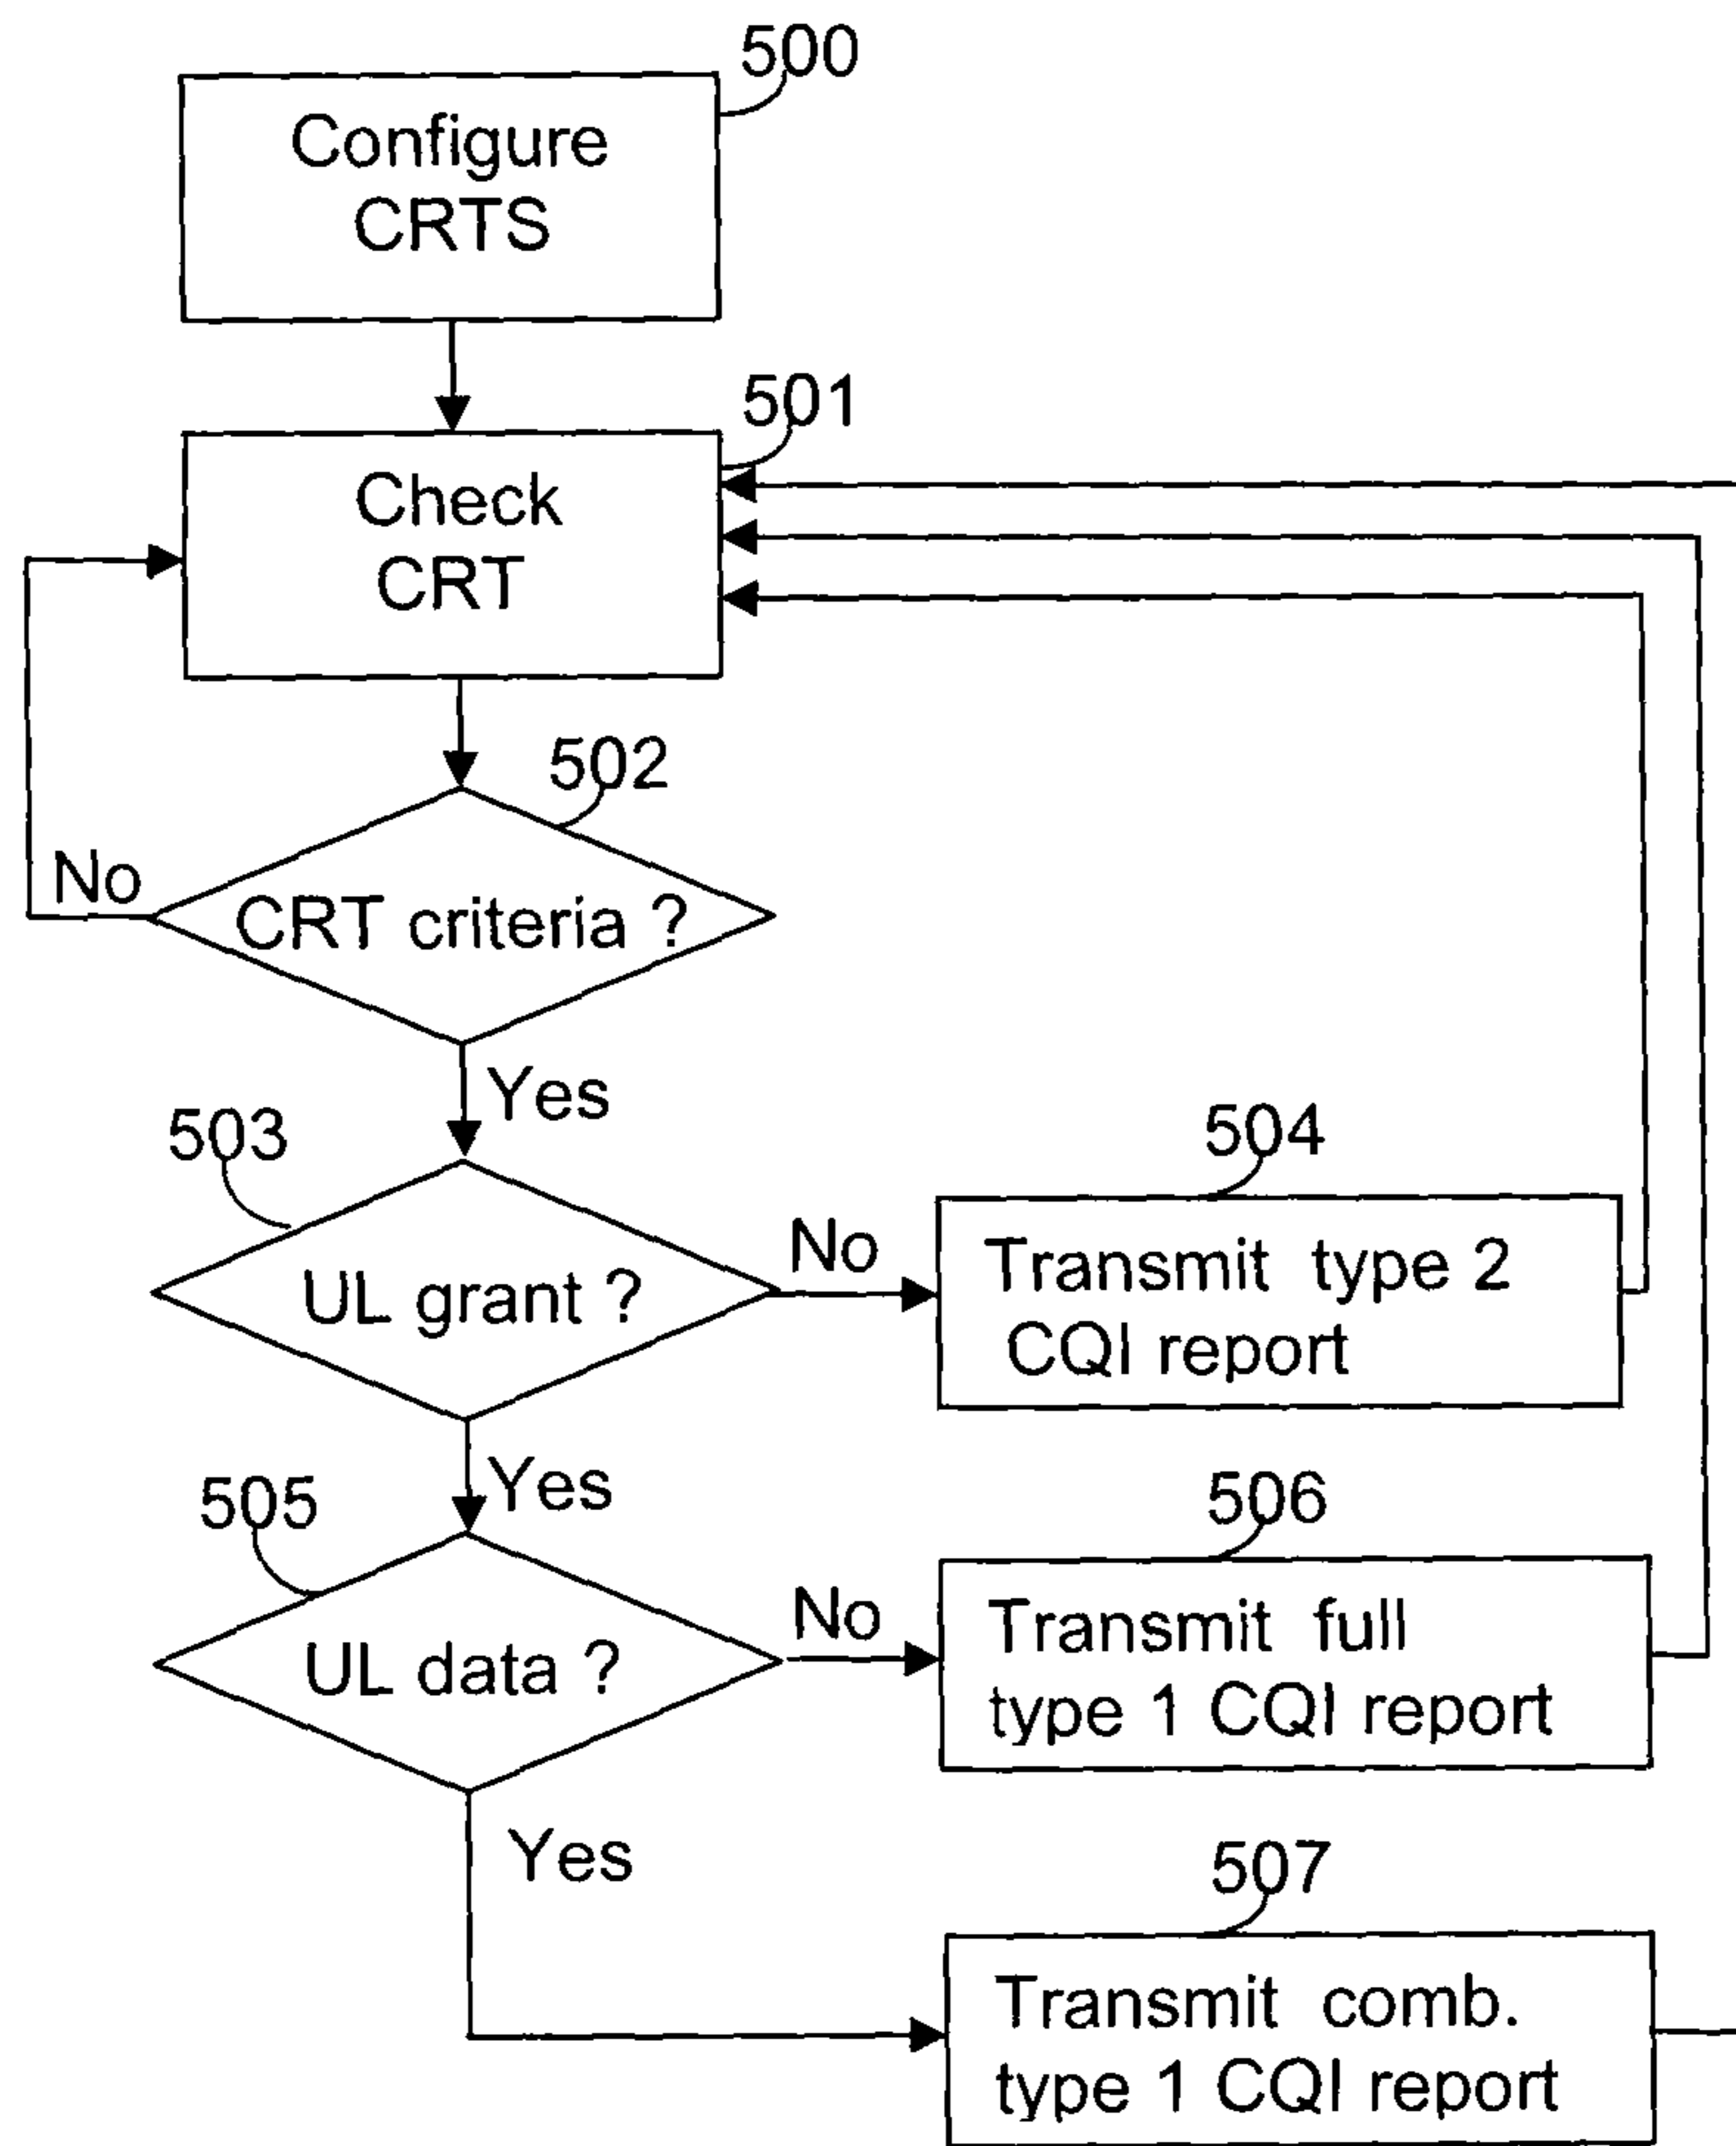 500
Configure
CRTS
501
Check
CRT
502
No
CRT criteria ?
Yes
503
504
UL grant ?
No
Transmit type 2
CQI report
Yes
505
506
UL data ?
No
Transmit full
type 1 CQI report
Yes
507
Transmit comb.
type 1 CQI report